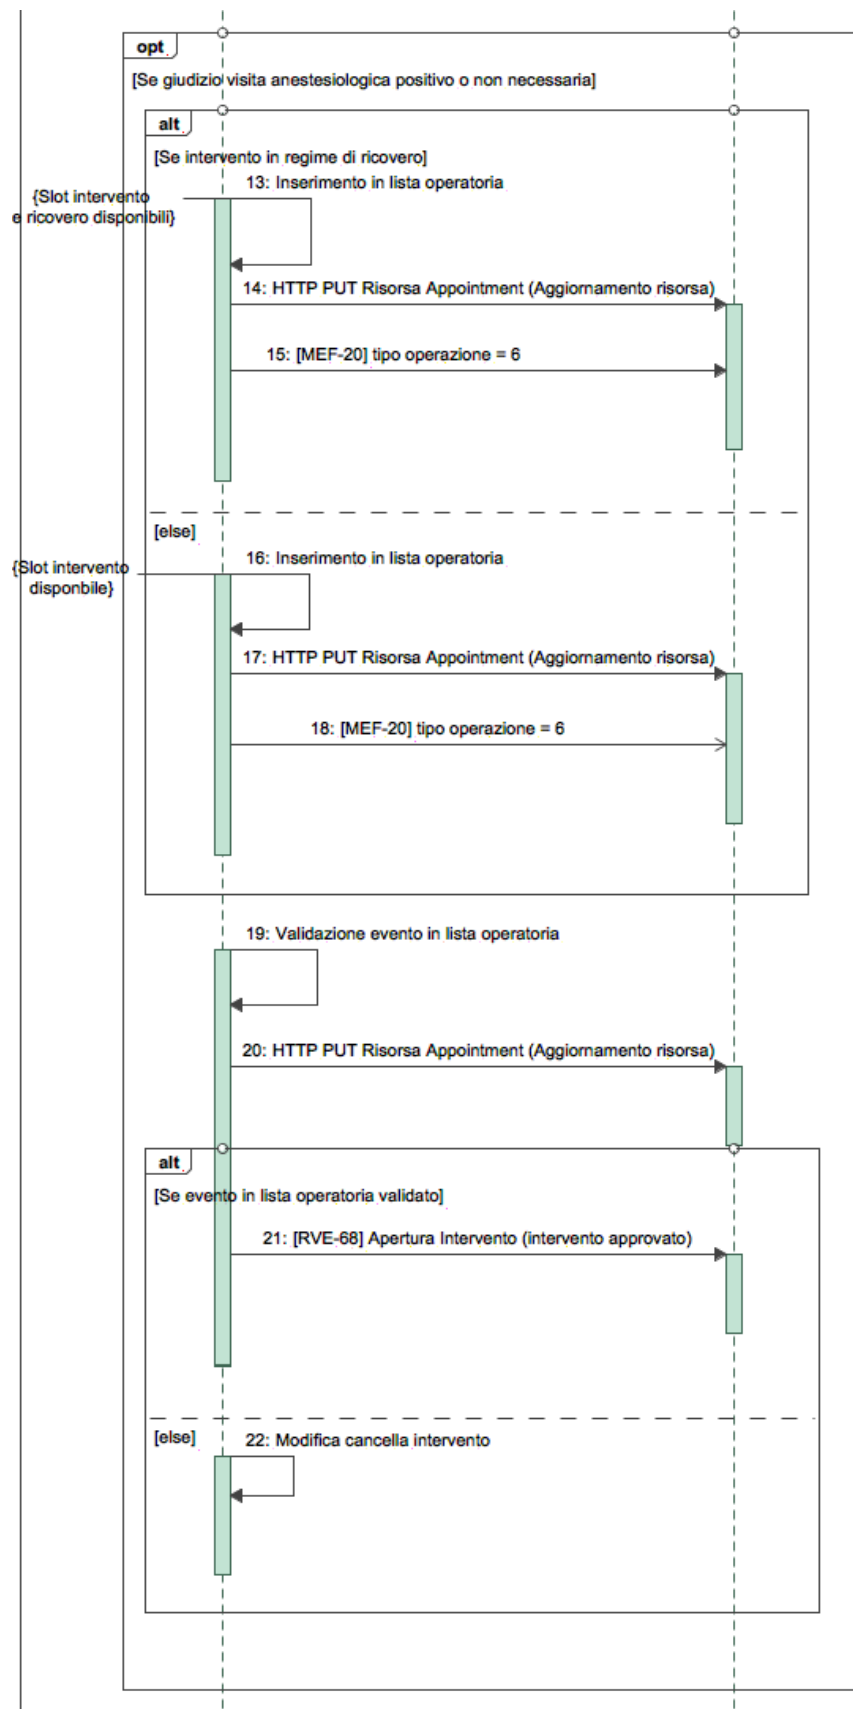 opt
[Se giudizio visita anestesiologica positivo o non necessaria]
alt
[Se intervento in regime di ricovero]
13: Inserimento in lista operatoria
{Slot intervento
e ricovero disponibili}
14: HTTP PUT Risorsa Appointment (Aggiornamento risorsa)
15: [MEF-20] tipo operazione = 6
[else]
16: Inserimento in lista operatoria
{Slot intervento
disponbile}
17: HTTP PUT Risorsa Appointment (Aggiornamento risorsa)
18: [MEF-20] tipo operazione = 6
19: Validazione evento in lista operatoria
20: HTTP PUT Risorsa Appointment (Aggiornamento risorsa)
alt
[Se evento in lista operatoria validato]
21: [RVE-68] Apertura Intervento (intervento approvato)
[else]
22: Modifica cancella intervento